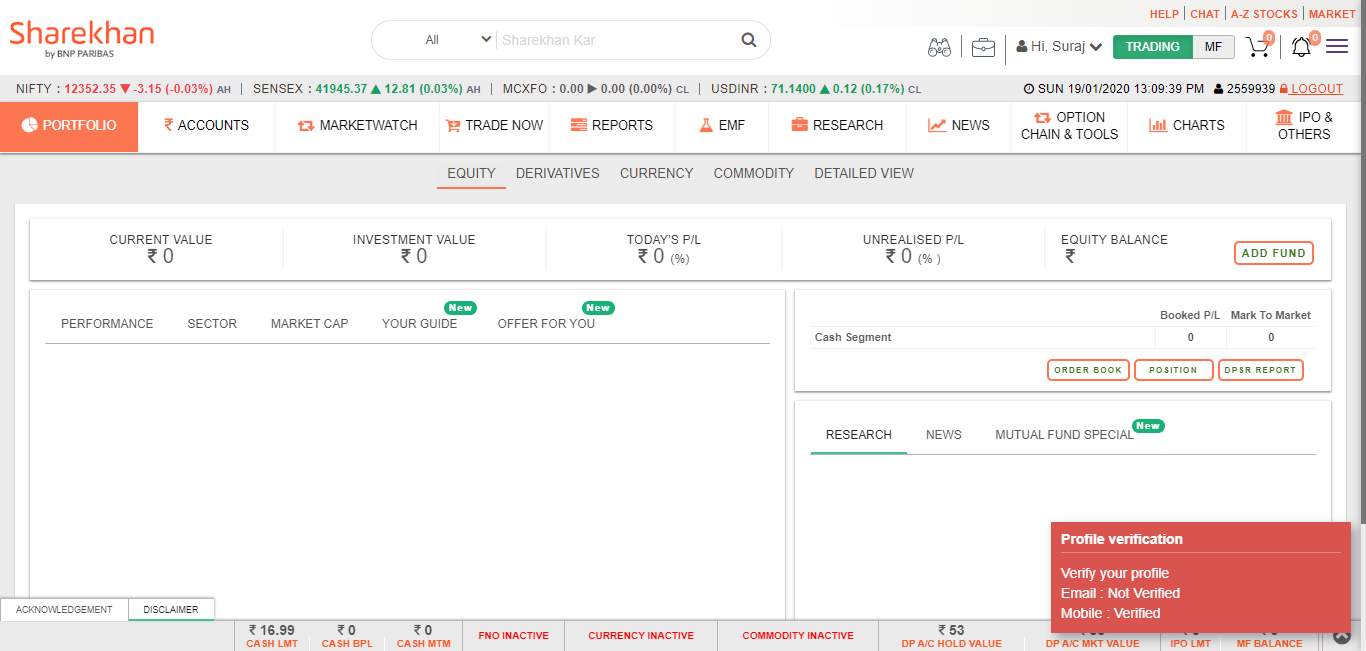 HELP CHAT A-Z STOCKS MARKET
Sharekhan
by BNP PARIBAS
All Sharekhan Kar
Hi, Suraj TRADING MF 0 0
NIFTY : 12352.35 ▼ -3.15 (-0.03%) AH | SENSEX : 41945.37 ▲ 12.81 (0.03%) AH | MCXFO : 0.00 ▶ 0.00 (0.00%) CL | USDINR : 71.1400 ▲ 0.12 (0.17%) CL SUN 19/01/2020 13:09:39 PM 2559939 LOGOUT
PORTFOLIO ₹ ACCOUNTS MARKETWATCH TRADE NOW REPORTS EMF RESEARCH NEWS OPTION CHAIN & TOOLS CHARTS IPO & OTHERS
EQUITY DERIVATIVES CURRENCY COMMODITY DETAILED VIEW
CURRENT VALUE
₹ 0
INVESTMENT VALUE
₹ 0
TODAY'S P/L
₹ 0 (%)
UNREALISED P/L
₹ 0 (% )
EQUITY BALANCE
₹
ADD FUND
New New
PERFORMANCE SECTOR MARKET CAP YOUR GUIDE OFFER FOR YOU
Booked P/L Mark To Market
Cash Segment 0 0
ORDER BOOK POSITION DPSR REPORT
New
RESEARCH NEWS MUTUAL FUND SPECIAL
Profile verification
Verify your profile
Email : Not Verified
Mobile : Verified
ACKNOWLEDGEMENT DISCLAIMER
₹ 16.99
CASH LMT
₹ 0
CASH BPL
₹ 0
CASH MTM
FNO INACTIVE
CURRENCY INACTIVE
COMMODITY INACTIVE
₹ 53
DP A/C HOLD VALUE
DP A/C MKT VALUE
IPO LMT
MF BALANCE